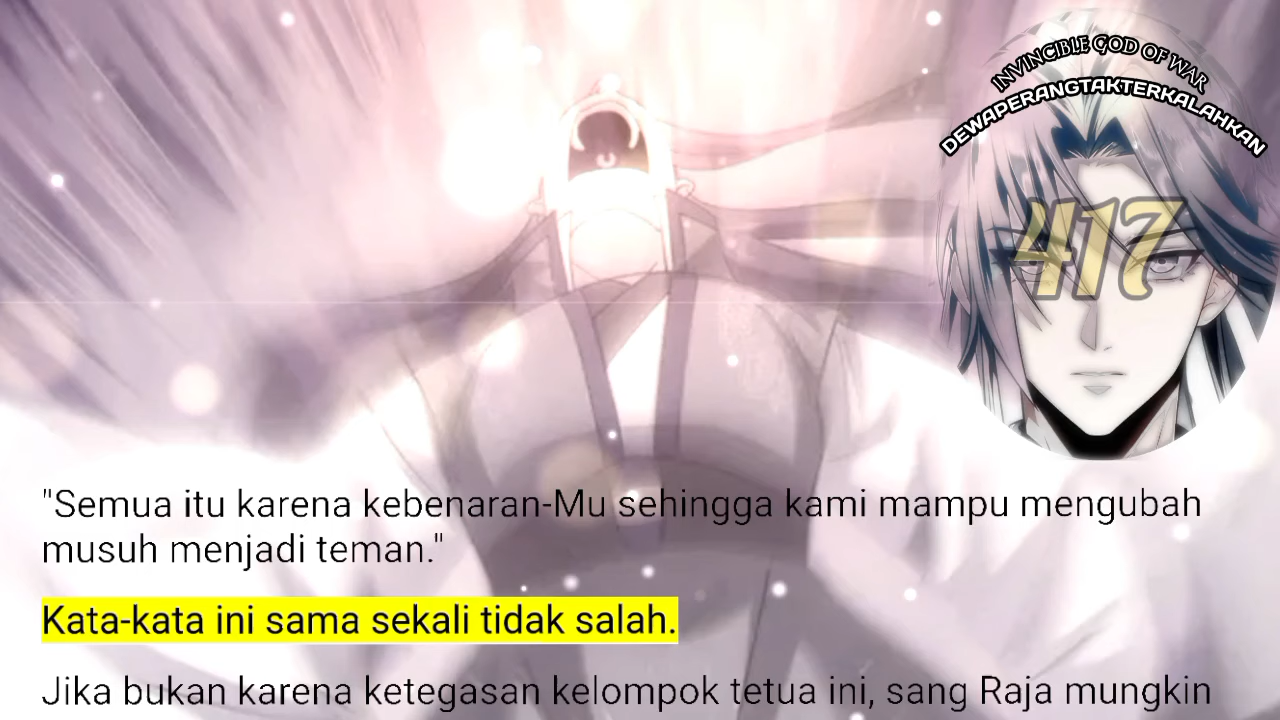 INVINCIBLE GOD OF WAR
DEWAPERANGTAKTERKALAHKAN
417
"Semua itu karena kebenaran-Mu sehingga kami mampu mengubah
musuh menjadi teman."
Kata-kata ini sama sekali tidak salah.
Jika bukan karena ketegasan kelompok tetua ini, sang Raja mungkin